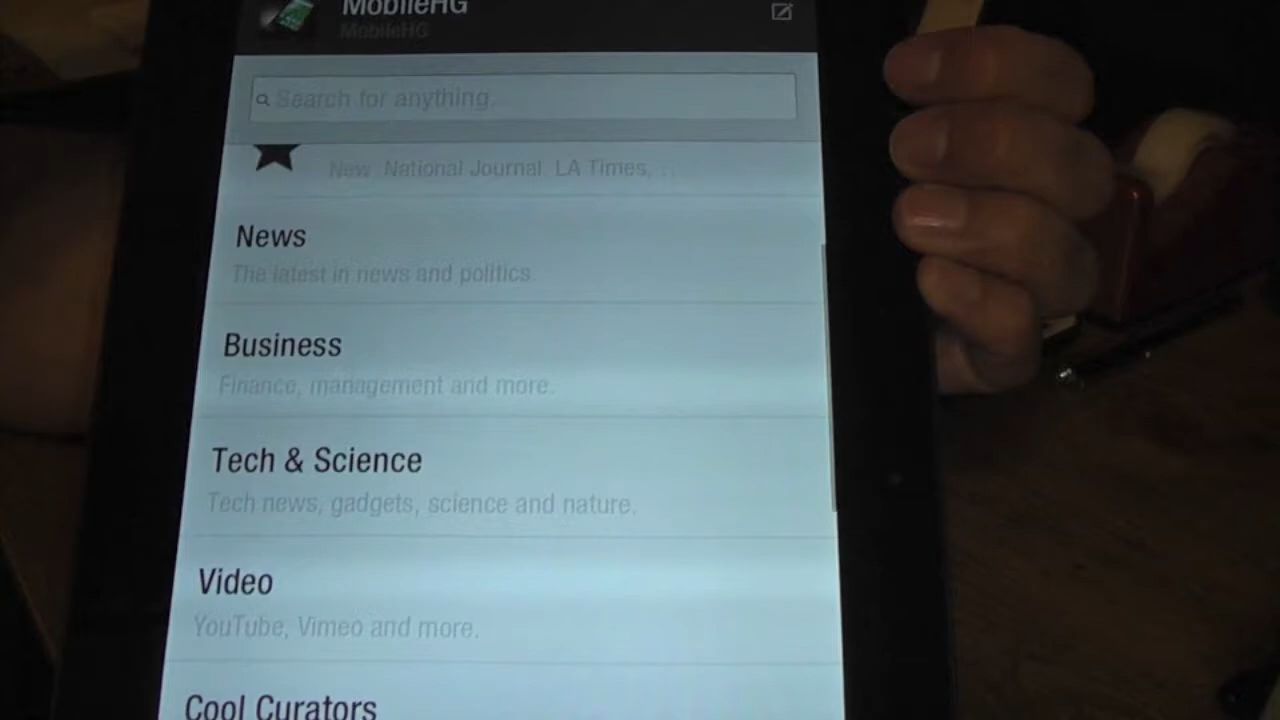 MobileHG
MobileHG
Search for anything.
New National Journal LA Times,
News
The latest in news and politics
Business
Finance, management and more.
Tech & Science
Tech news, gadgets, science and nature.
Video
YouTube, Vimeo and more.
Cool Curators